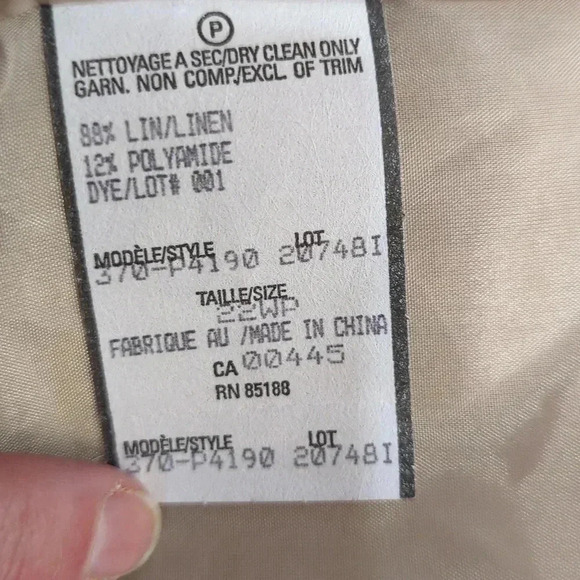 P
NETTOYAGE A SEC/DRY CLEAN ONLY
GARN. NON COMP./EXCL. OF TRIM
88% LIN/LINEN
12% POLYAMIDE
DYE/LOT# 001
MODÈLE/STYLE LOT
370-P4190 20748I
TAILLE/SIZE
22WP
FABRIQUE AU /MADE IN CHINA
CA 00445
RN 85188
MODÈLE/STYLE LOT
370-P4190 20748I